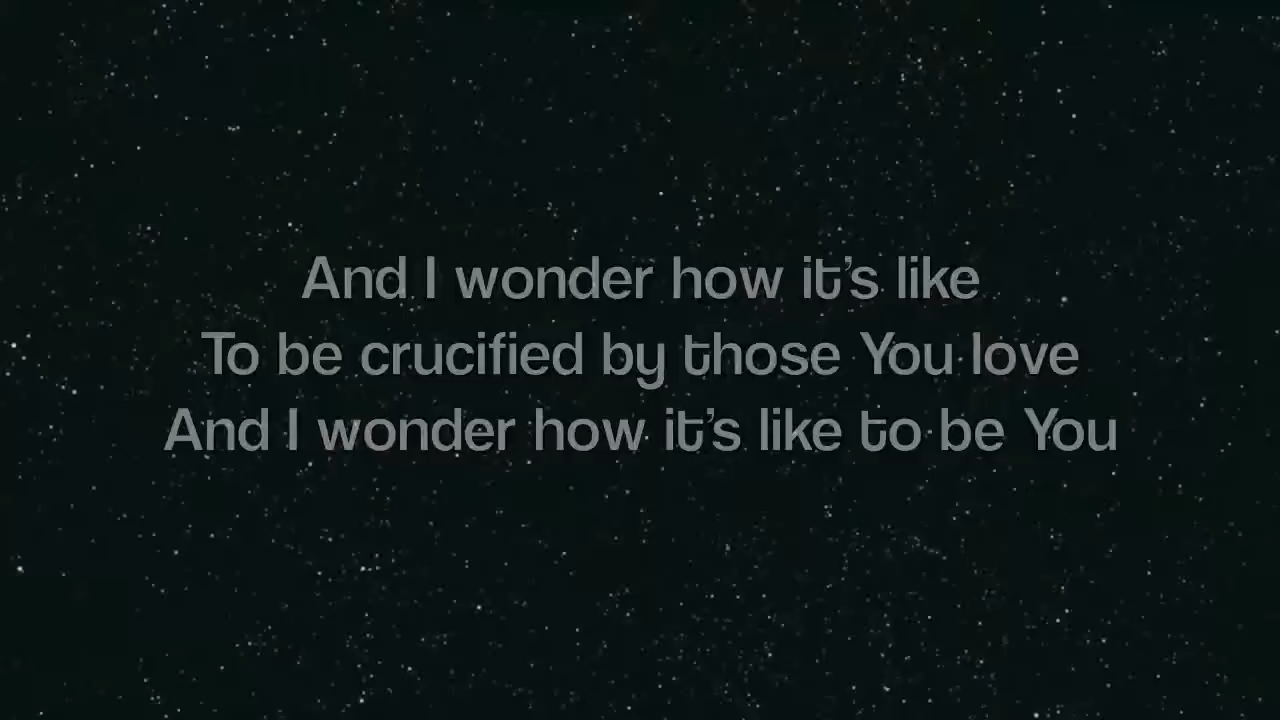 And I wonder how it’s like
To be crucified by those You love
And I wonder how it’s like to be You